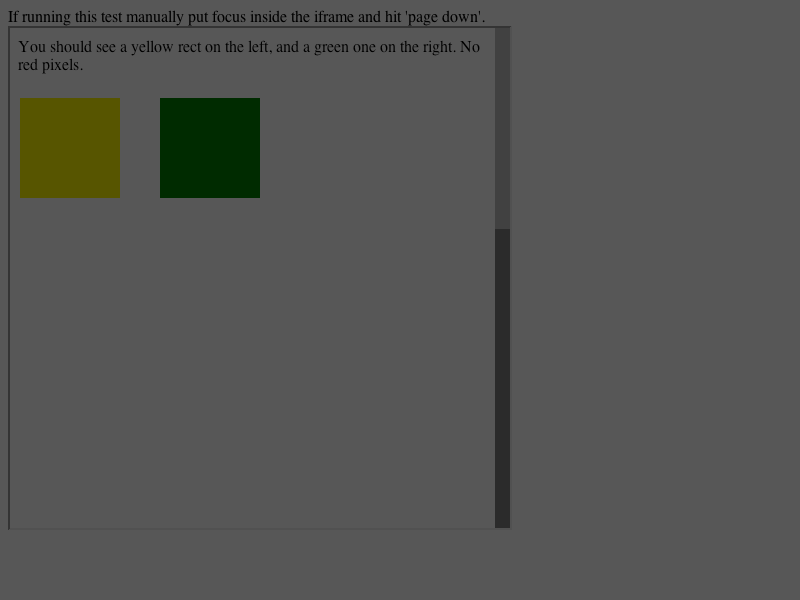 If running this test manually put focus inside the iframe and hit 'page down'.
You should see a yellow rect on the left, and a green one on the right. No
red pixels.